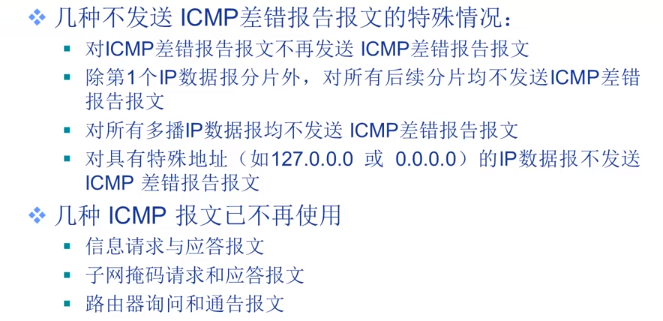 ❖ 几种不发送 ICMP差错报告报文的特殊情况：
▪ 对ICMP差错报告报文不再发送 ICMP差错报告报文
▪ 除第1个IP数据报分片外，对所有后续分片均不发送ICMP差错
报告报文
▪ 对所有多播IP数据报均不发送 ICMP差错报告报文
▪ 对具有特殊地址（如127.0.0.0 或 0.0.0.0）的IP数据报不发送
ICMP 差错报告报文
❖ 几种 ICMP 报文已不再使用
▪ 信息请求与应答报文
▪ 子网掩码请求和应答报文
▪ 路由器询问和通告报文